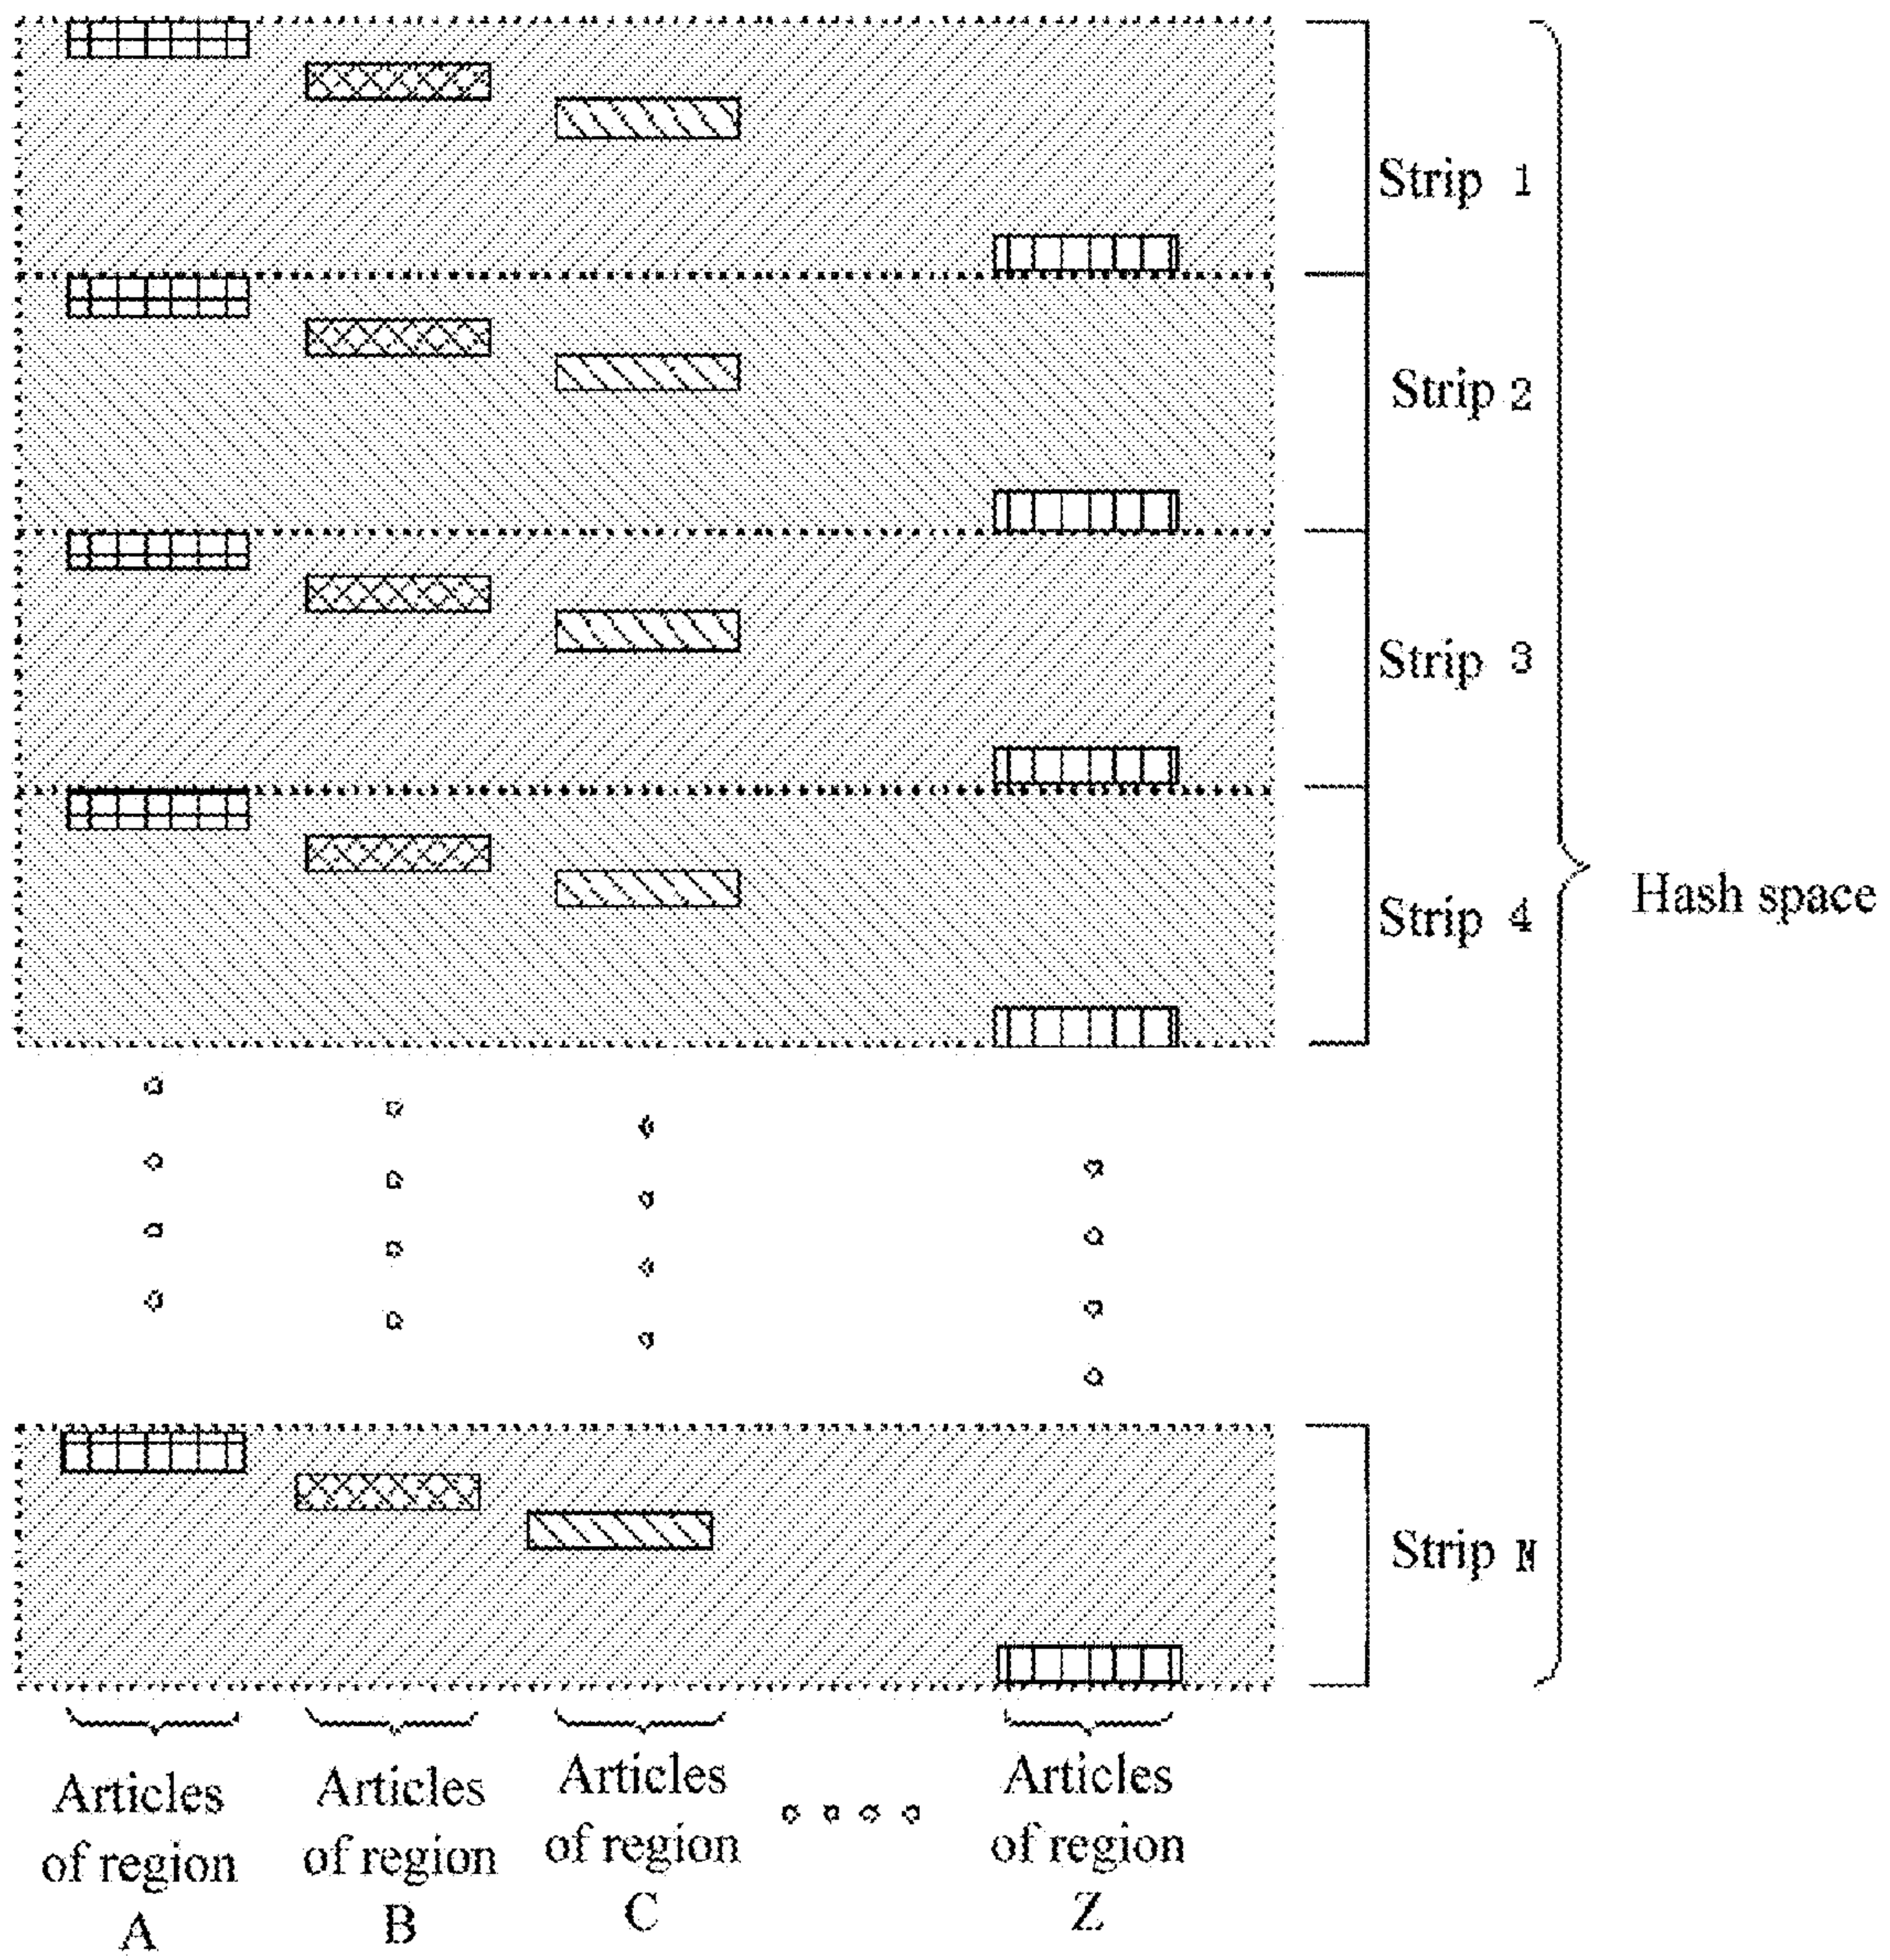 Strip 1
Strip 2
Strip 3
Strip 4
Hash space
Strip N
Articles
of region
A
Articles
of region
B
Articles
of region
C
Articles
of region
Z